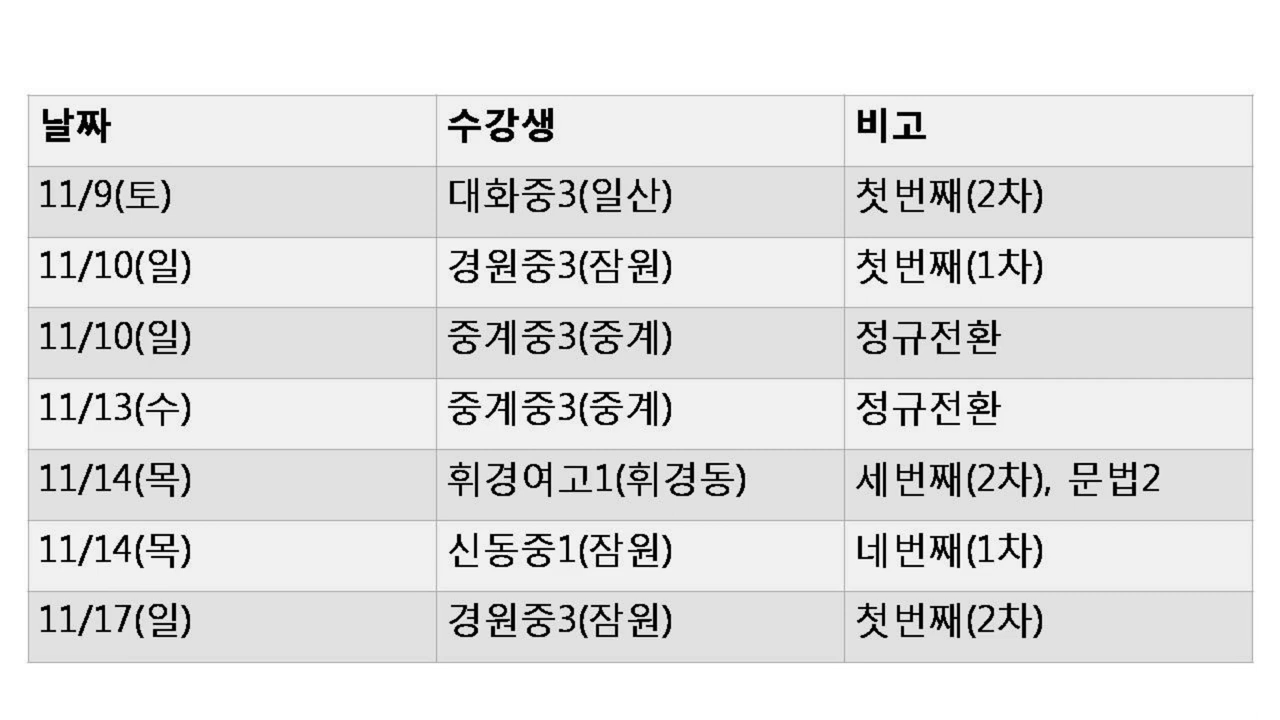 날짜 수강생 비고
11/9(토) 대화중3(일산) 첫번째(2차)
11/10(일) 경원중3(잠원) 첫번째(1차)
11/10(일) 중계중3(중계) 정규전환
11/13(수) 중계중3(중계) 정규전환
11/14(목) 휘경여고1(휘경동) 세번째(2차), 문법2
11/14(목) 신동중1(잠원) 네번째(1차)
11/17(일) 경원중3(잠원) 첫번째(2차)